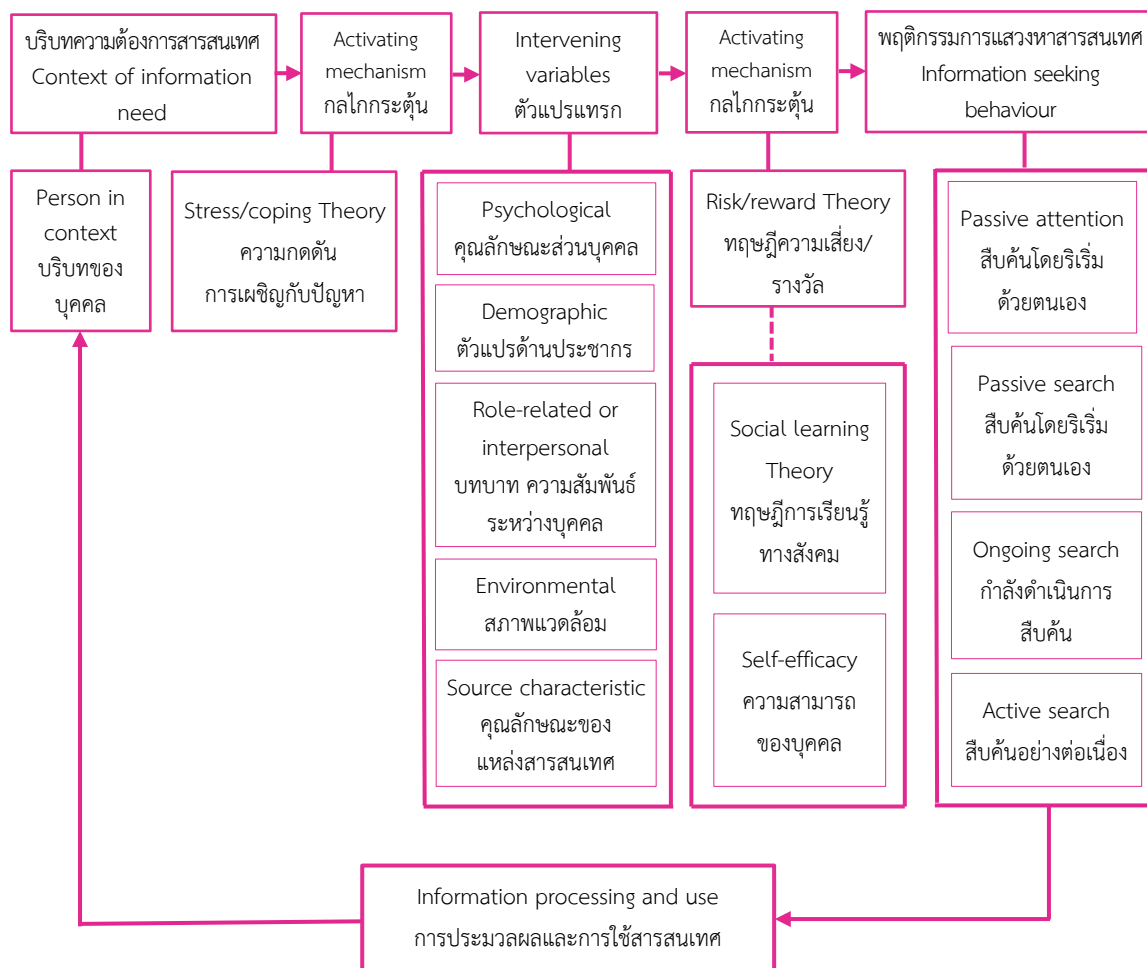 บริบทความต้องการสารสนเทศ
Context of information
need
Activating
mechanism
กลไกกระตุ้น
Intervening
variables
ตัวแปรแทรก
Activating
mechanism
กลไกกระตุ้น
พฤติกรรมการแสวงหาสารสนเทศ
Information seeking
behaviour
Person in
context
บริบทของ
บุคคล
Stress/coping Theory
ความกดดัน
การเผชิญกับปัญหา
Psychological
คุณลักษณะส่วนบุคคล
Demographic
ตัวแปรด้านประชากร
Role-related or
interpersonal
บทบาท ความสัมพันธ์
ระหว่างบุคคล
Environmental
สภาพแวดล้อม
Source characteristic
คุณลักษณะของ
แหล่งสารสนเทศ
Risk/reward Theory
ทฤษฎีความเสี่ยง/
รางวัล
Social learning
Theory
ทฤษฎีการเรียนรู้
ทางสังคม
Self-efficacy
ความสามารถ
ของบุคคล
Passive attention
สืบค้นโดยริเริ่ม
ด้วยตนเอง
Passive search
สืบค้นโดยริเริ่ม
ด้วยตนเอง
Ongoing search
กำลังดำเนินการ
สืบค้น
Active search
สืบค้นอย่างต่อเนื่อง
Information processing and use
การประมวลผลและการใช้สารสนเทศ